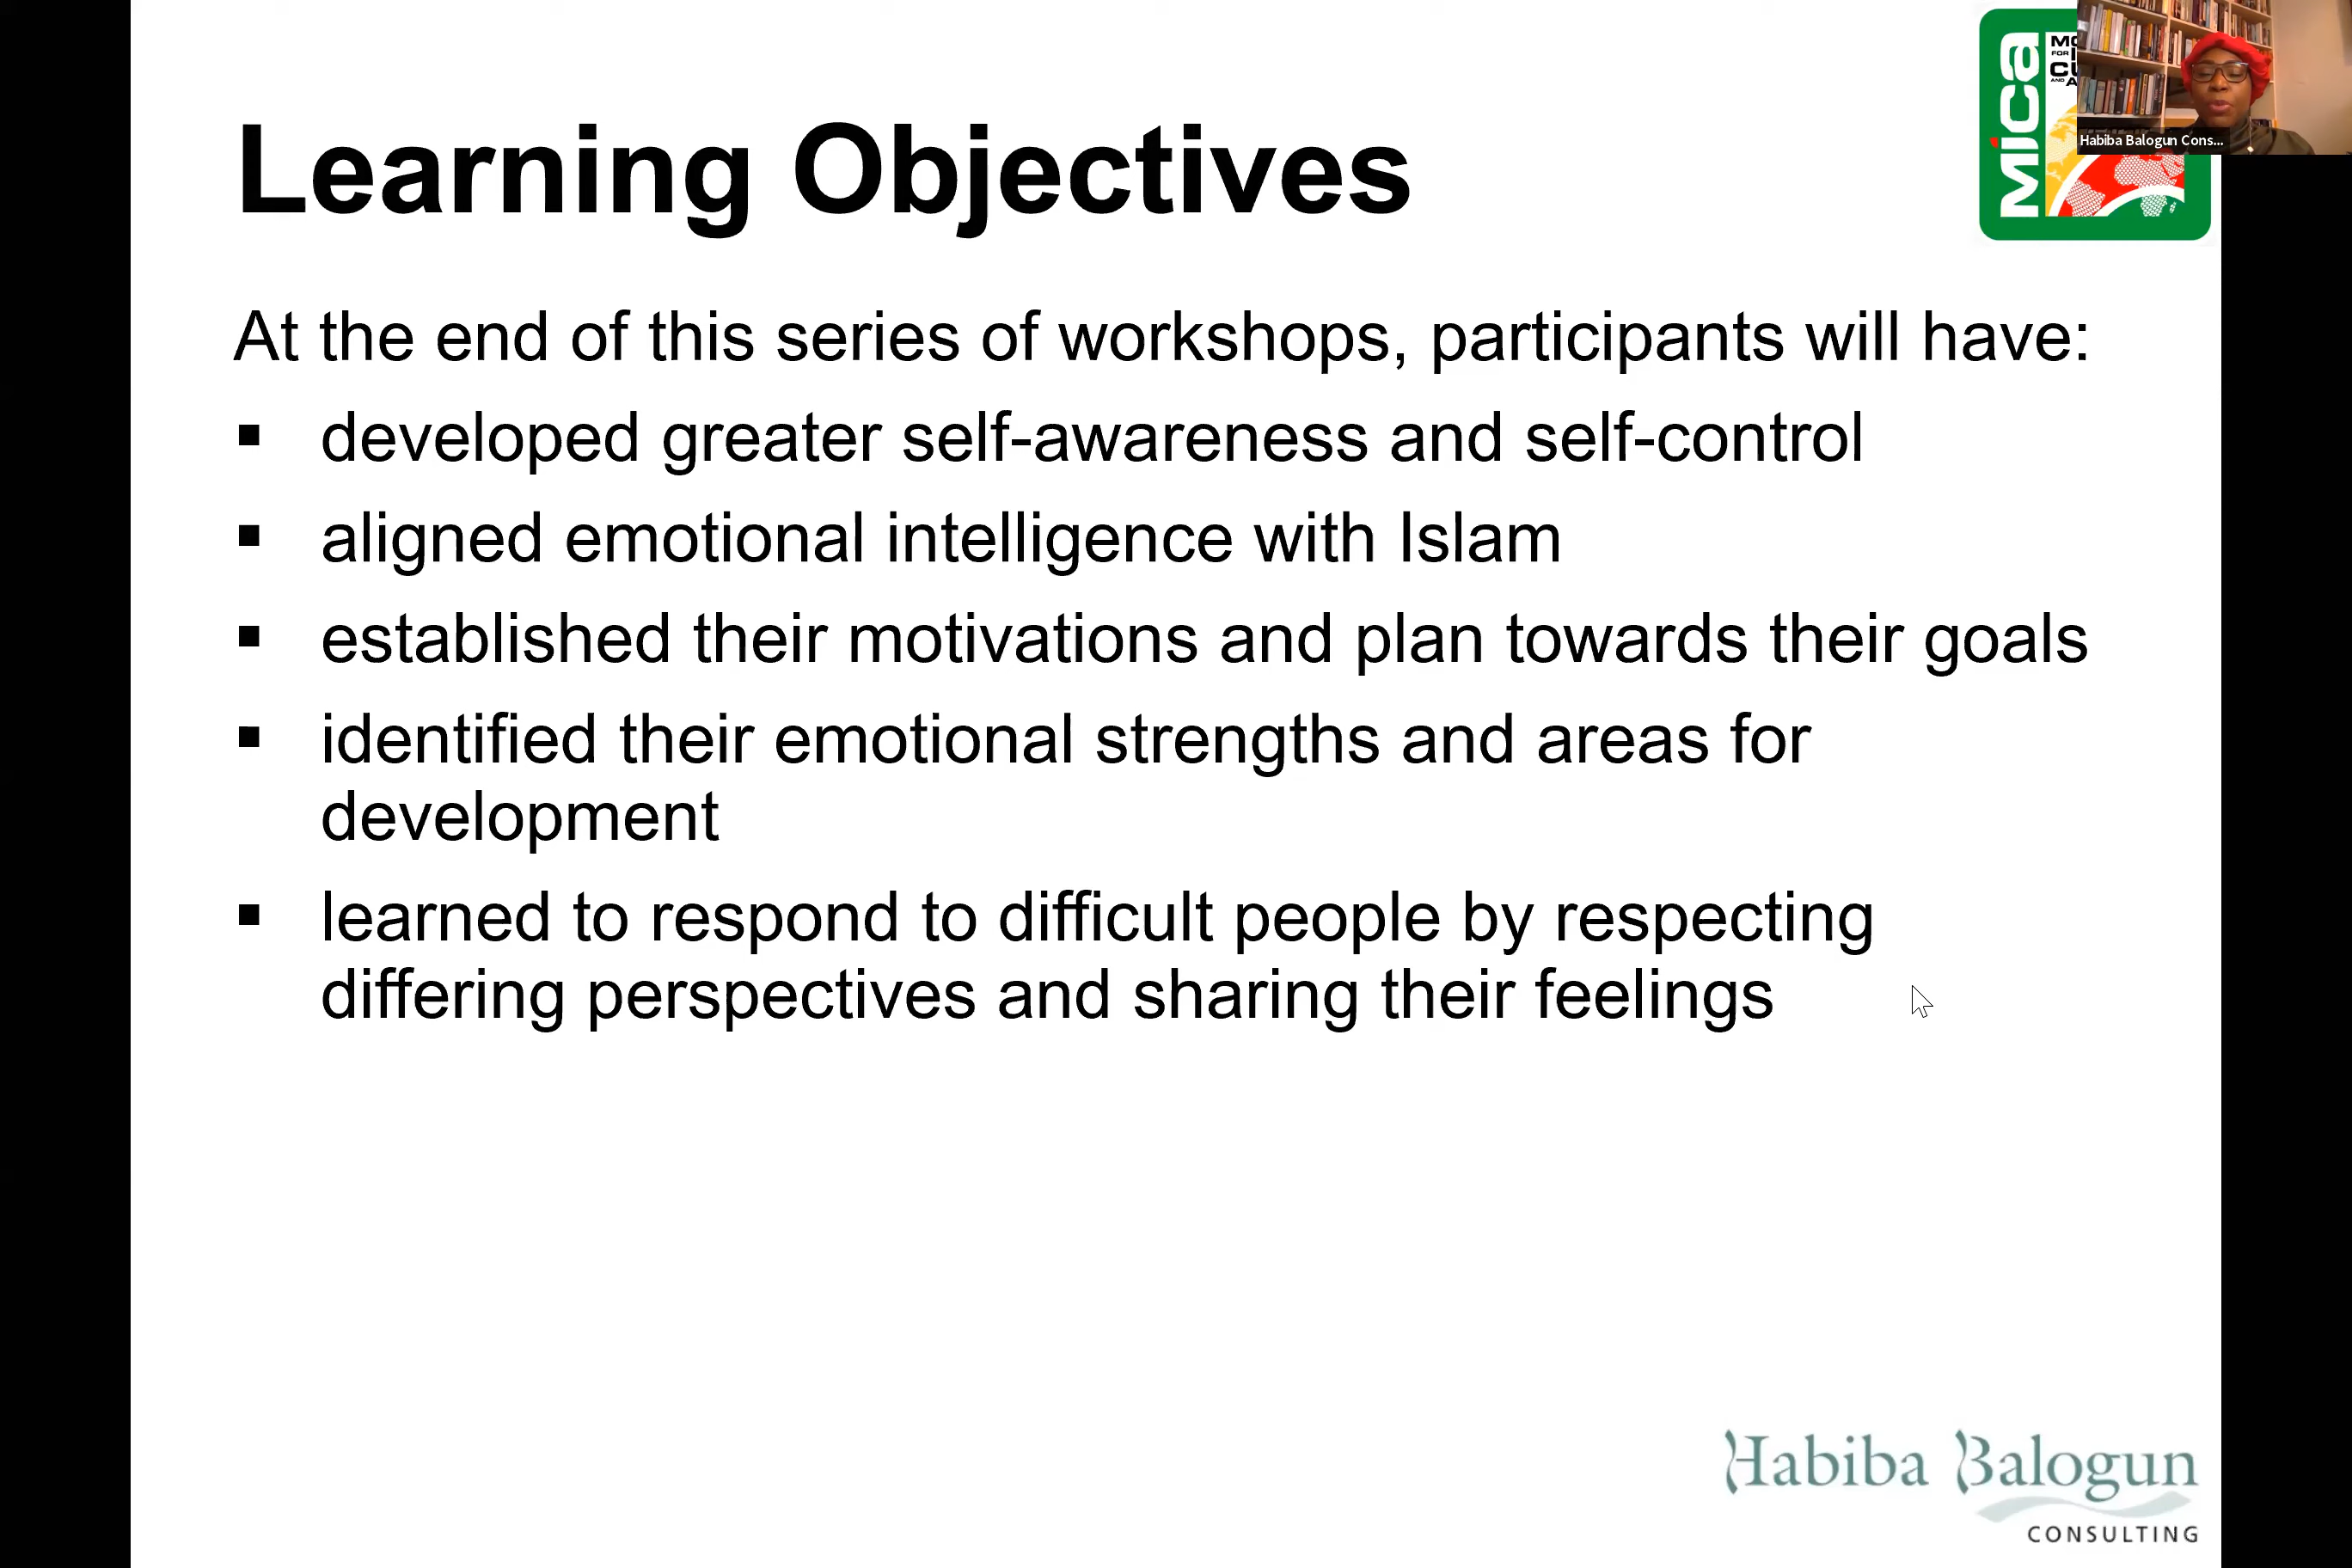 Learning Objectives
At the end of this series of workshops, participants will have:
▪ developed greater self-awareness and self-control
▪ aligned emotional intelligence with Islam
▪ established their motivations and plan towards their goals
▪ identified their emotional strengths and areas for
development
▪ learned to respond to difficult people by respecting
differing perspectives and sharing their feelings
Mica
FOR
AND
Habiba Balogun Cons...
Habiba Balogun
CONSULTING